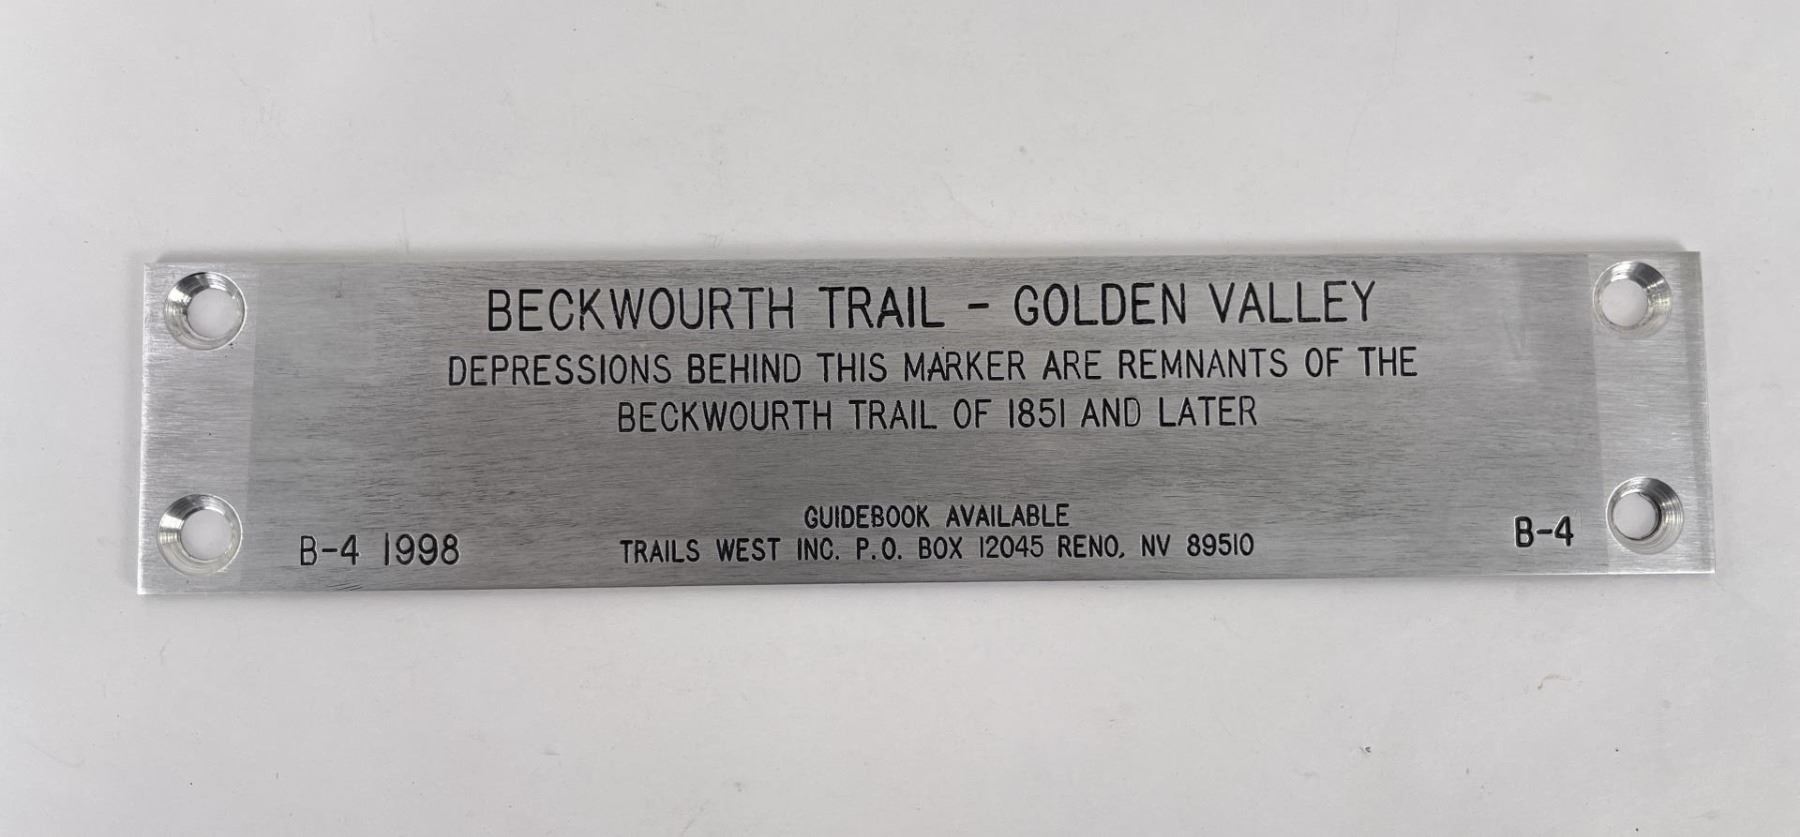 BECKWOURTH TRAIL - GOLDEN VALLEY
DEPRESSIONS BEHIND THIS MARKER ARE REMNANTS OF THE
BECKWOURTH TRAIL OF 1851 AND LATER
GUIDEBOOK AVAILABLE
B-4 1998 TRAILS WEST INC. P.O. BOX 12045 RENO, NV 89510 B-4